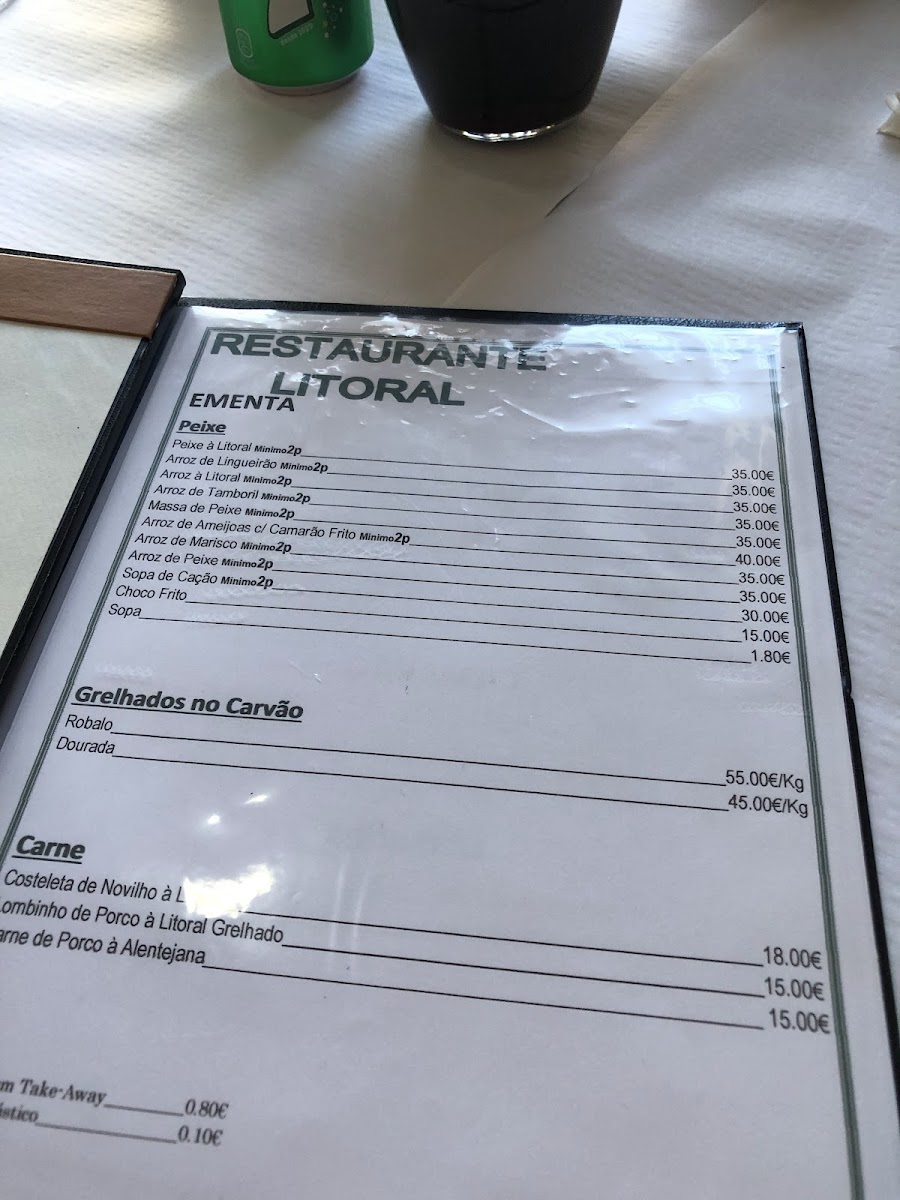 RESTAURANTE
LITORAL
EMENTA
Peixe
Peixe à Litoral Minimo2p 35.00€
Arroz de Lingueirão Minimo2p 35.00€
Arroz à Litoral Minimo2p 35.00€
Arroz de Tamboril Minimo2p 35.00€
Massa de Peixe Minimo2p 35.00€
Arroz de Ameijoas c/ Camarão Frito Minimo2p 40.00€
Arroz de Marisco Minimo2p 35.00€
Arroz de Peixe Minimo2p 35.00€
Sopa de Cação Minimo2p 30.00€
Choco Frito 15.00€
Sopa 1.80€
Grelhados no Carvão
Robalo 55.00€/Kg
Dourada 45.00€/Kg
Carne
Costeleta de Novilho à L 18.00€
ombinho de Porco à Litoral Grelhado 15.00€
arne de Porco à Alentejana 15.00€
m Take-Away 0.80€
ástico 0.10€